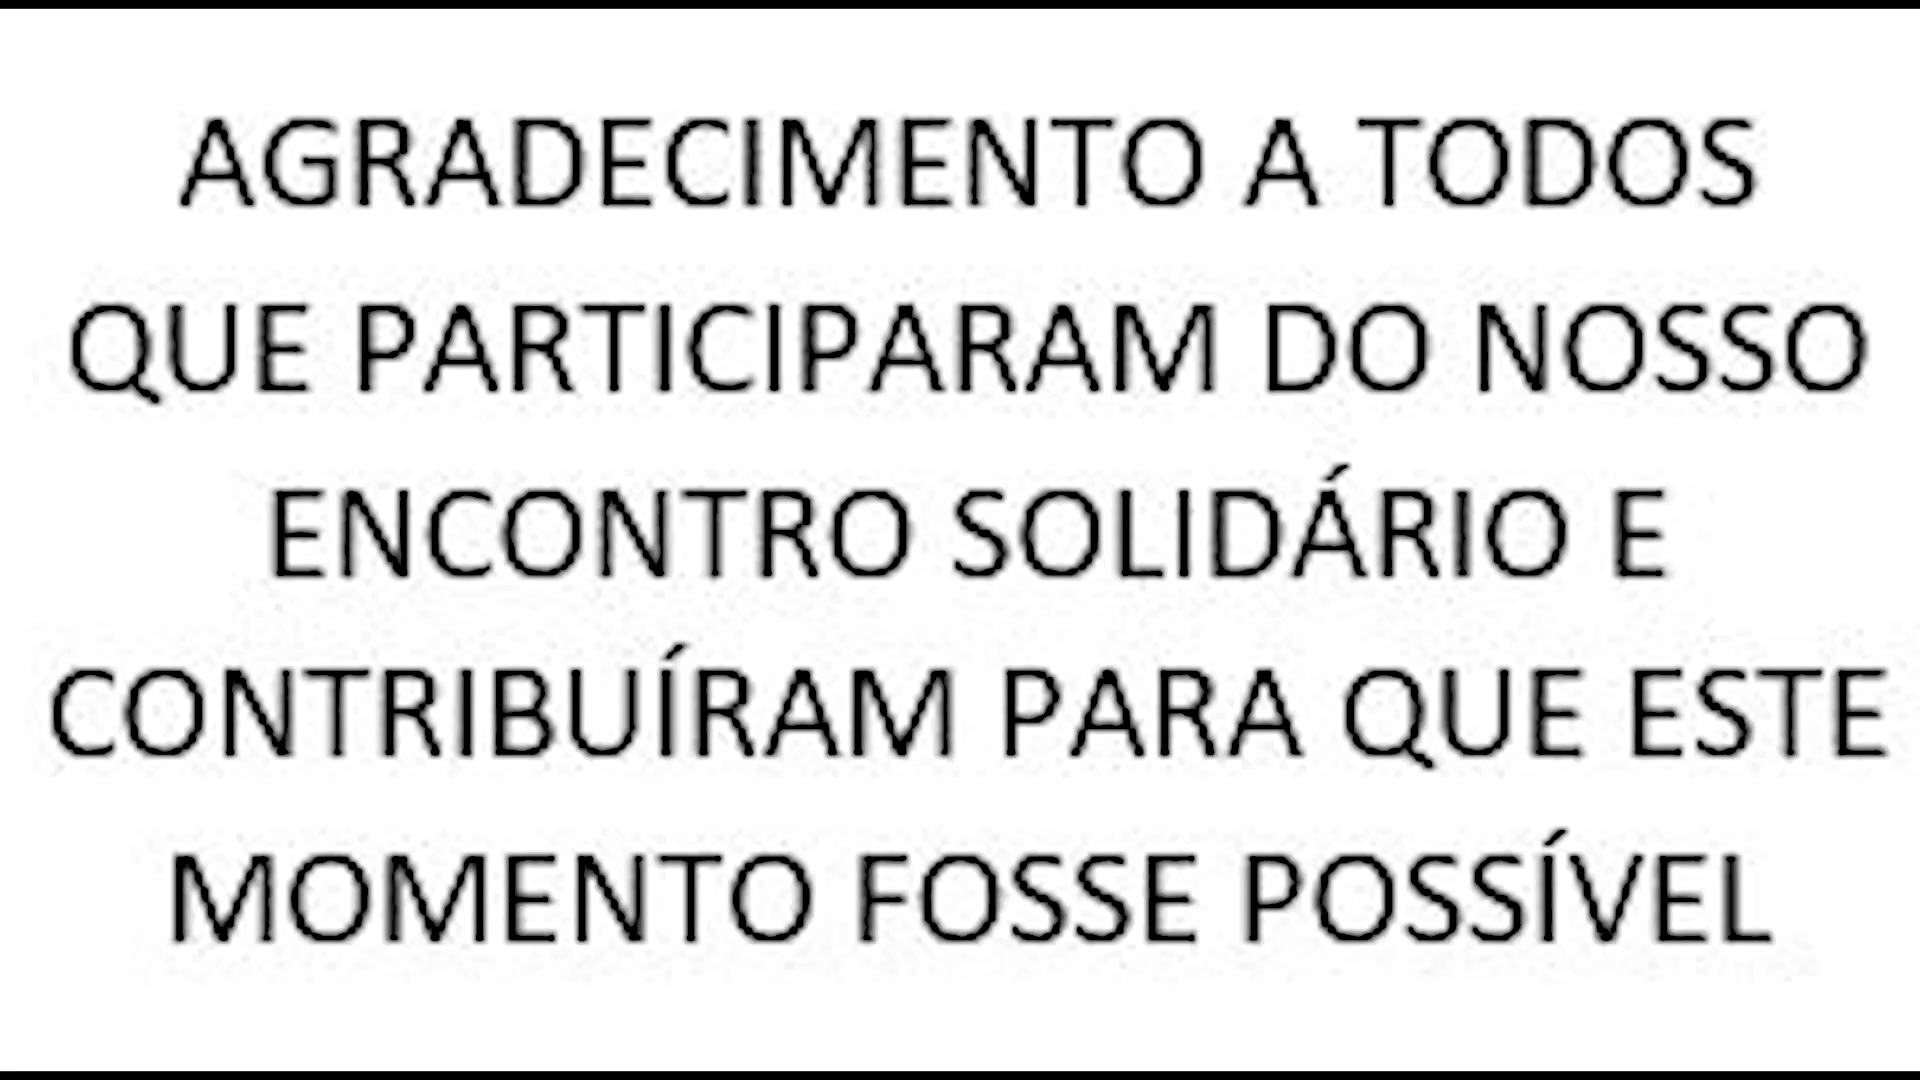 AGRADECIMENTO A TODOS
QUE PARTICIPARAM DO NOSSO
ENCONTRO SOLIDÁRIO E
CONTRIBUÍRAM PARA QUE ESTE
MOMENTO FOSSE POSSÍVEL